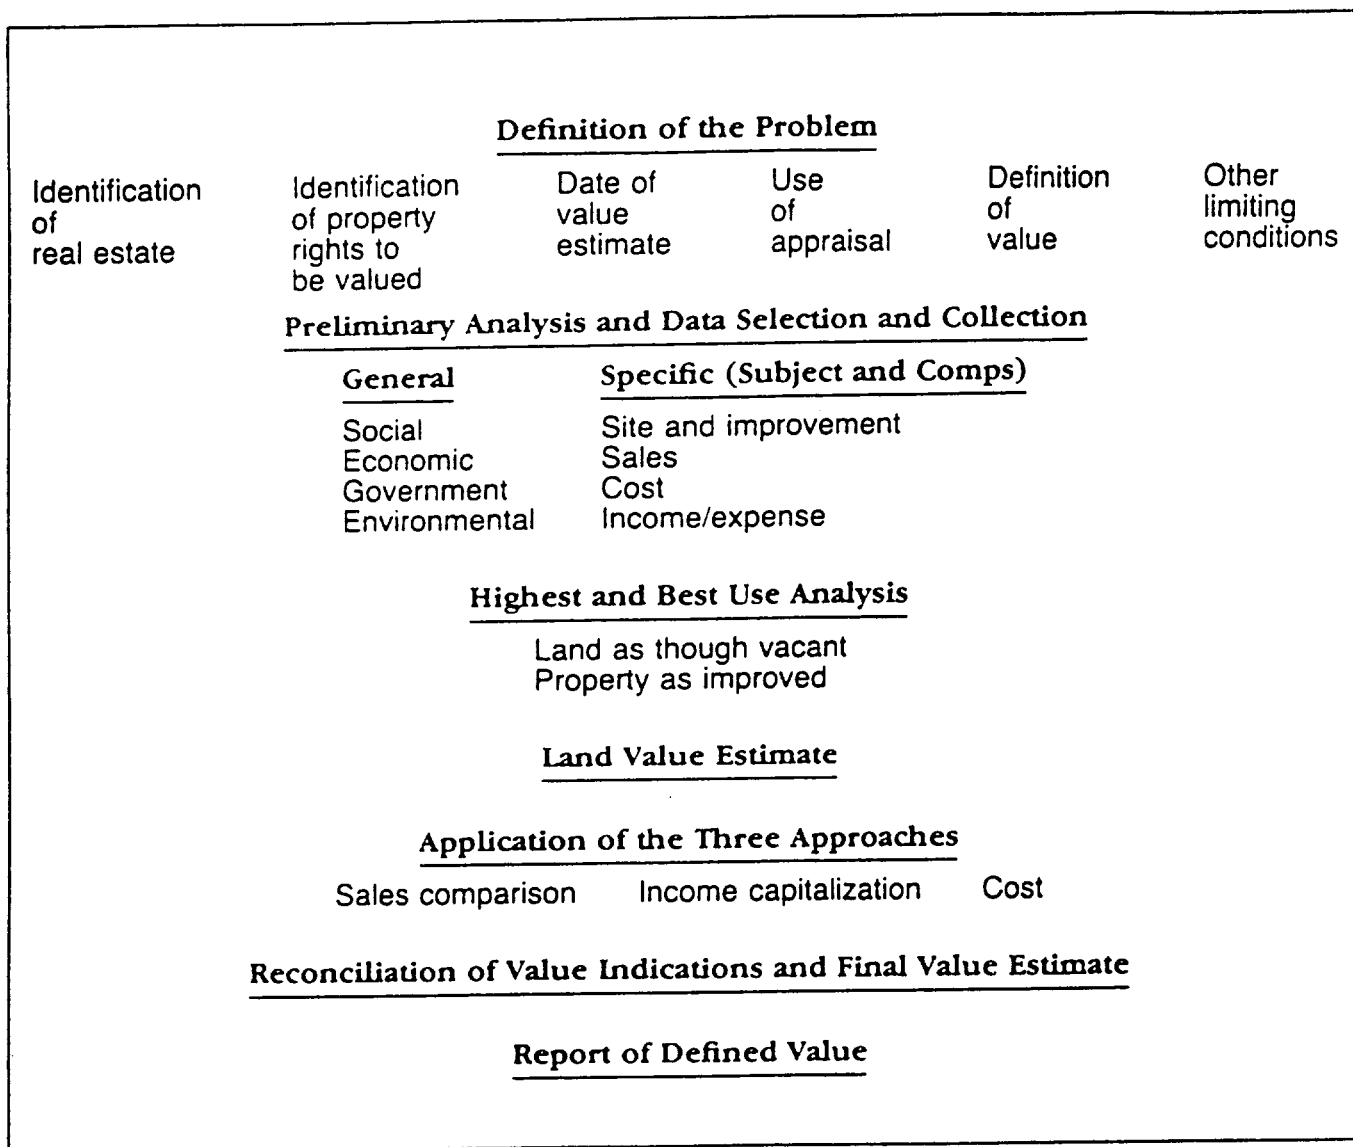 Definition of the Problem
Identification
of
real estate
Identification
of property
rights to
be valued
Date of
value
estimate
Use
of
appraisal
Definition
of
value
Other
limiting
conditions
Preliminary Analysis and Data Selection and Collection
General
Social
Economic
Government
Environmental
Specific (Subject and Comps)
Site and improvement
Sales
Cost
Income/expense
Highest and Best Use Analysis
Land as though vacant
Property as improved
Land Value Estimate
Application of the Three Approaches
Sales comparison Income capitalization Cost
Reconciliation of Value Indications and Final Value Estimate
Report of Defined Value